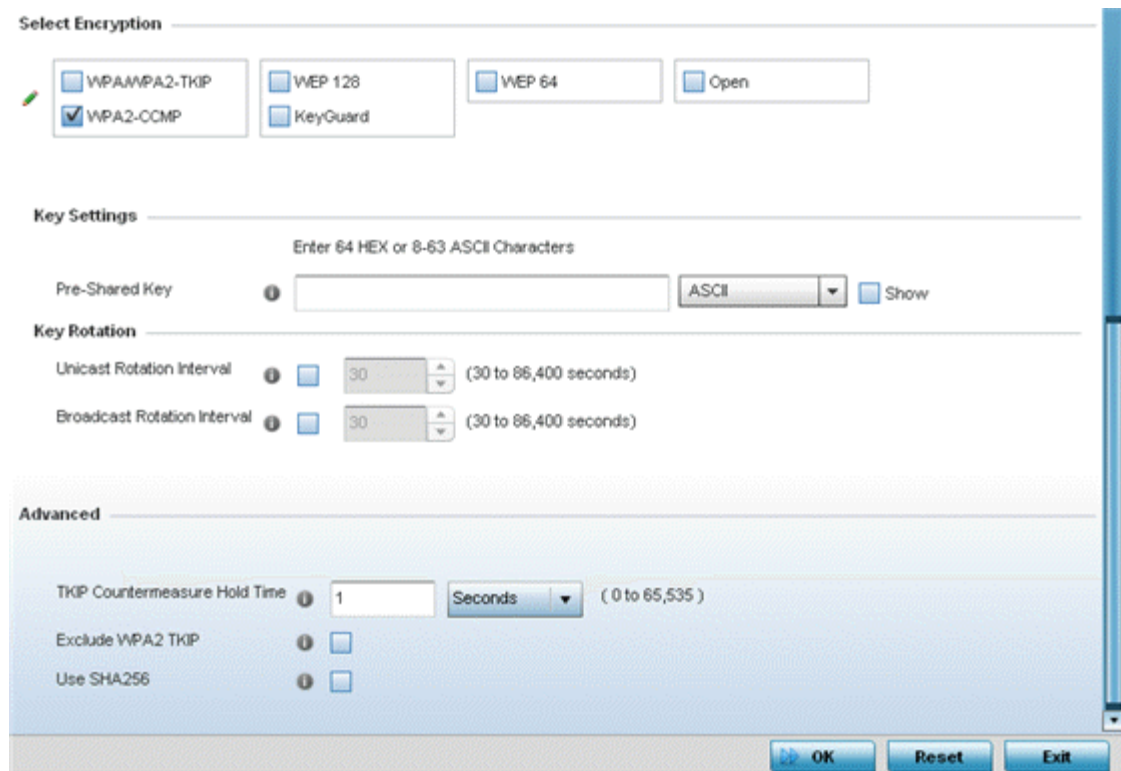 Select Encryption
WPA/WPA2-TKIP
WPA2-CCMP
WEP 128
KeyGuard
WEP 64
Open
Key Settings
Enter 64 HEX or 8-63 ASCII Characters
Pre-Shared Key
ASCII
Show
Key Rotation
Unicast Rotation Interval
30
(30 to 86,400 seconds)
Broadcast Rotation Interval
30
(30 to 86,400 seconds)
Advanced
TKIP Countermeasure Hold Time
1
Seconds
( 0 to 65,535 )
Exclude WPA2 TKIP
Use SHA256
OK
Reset
Exit